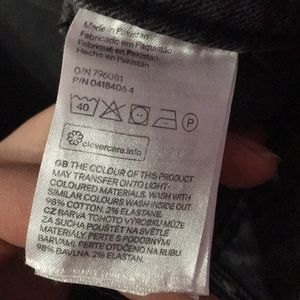 Made in Pakistan
Fabricado em Paquetão
Fabriqué en Pakistan
Hecho en Pakistán
O/N 796081
P/N 0418406 4
40
P
clevercare.info
GB THE COLOUR OF THIS PRODUCT
MAY TRANSFER ONTO LIGHT-
COLOURED MATERIALS. WASH WITH
SIMILAR COLOURS WASH INSIDE OUT
98% COTTON, 2% ELASTANE.
CZ BARVA TOHOTO VÝROBKU MŮŽE
ZA SUCHA POUŠTĚT NA SVĚTLÉ
MATERIÁLY. PERTE S PODOBNÝMI
BARVAMI. PERTE OTOČENÉ NA RUBU.
98% BAVLNA, 2% ELASTAN.